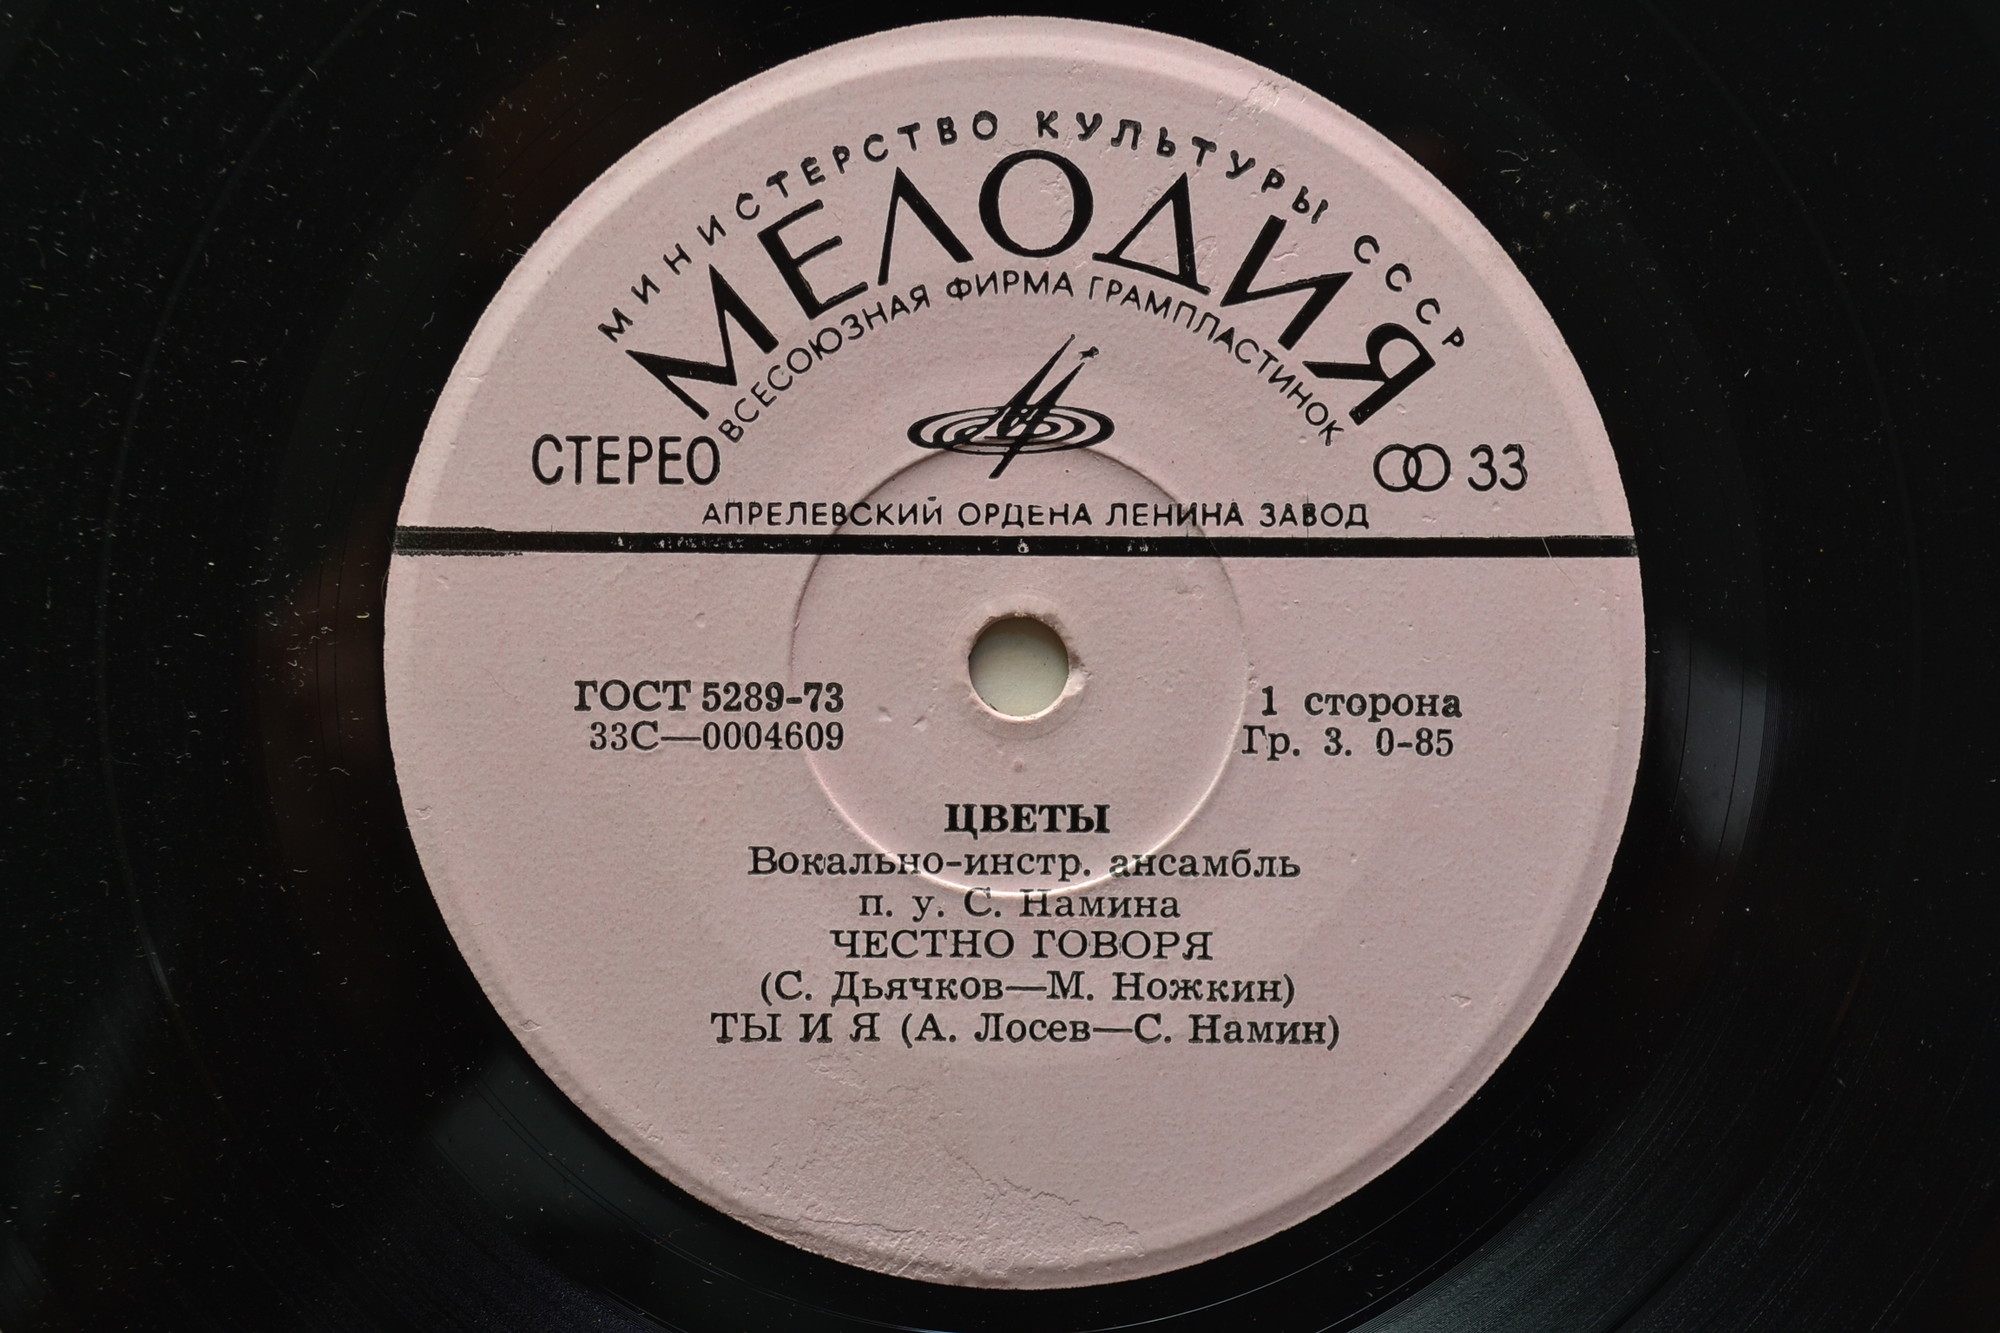 МИНИСТЕРСТВО КУЛЬТУРЫ СССР
МЕЛОДИЯ
ВСЕСОЮЗНАЯ ФИРМА ГРАМПЛАСТИНОК
СТЕРЕО
33
АПРЕЛЕВСКИЙ ОРДЕНА ЛЕНИНА ЗАВОД
ГОСТ 5289-73
33С—0004609
1 сторона
Гр. 3. 0-85
ЦВЕТЫ
Вокально-инстр. ансамбль
п. у. С. Намина
ЧЕСТНО ГОВОРЯ
(С. Дьячков—М. Ножкин)
ТЫ И Я (А. Лосев—С. Намин)